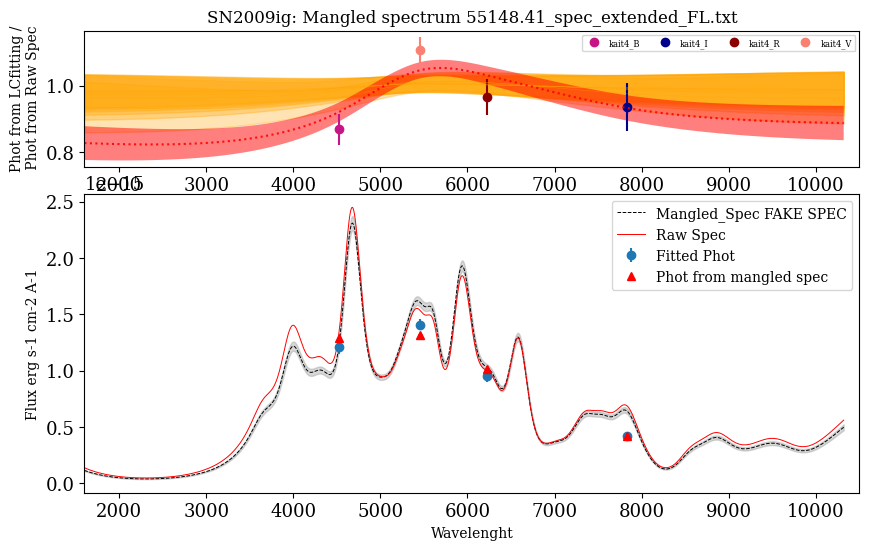 SN2009ig: Mangled spectrum 55148.41_spec_extended_FL.txt
Phot from LCfitting /
Phot from Raw Spec
kait4_B kait4_I kait4_R kait4_V
1.0
0.8
2000 3000 4000 5000 6000 7000 8000 9000 10000
1e−15
Flux erg s-1 cm-2 A-1
Mangled_Spec FAKE SPEC
Raw Spec
Fitted Phot
Phot from mangled spec
2.5
2.0
1.5
1.0
0.5
0.0
2000 3000 4000 5000 6000 7000 8000 9000 10000
Wavelenght